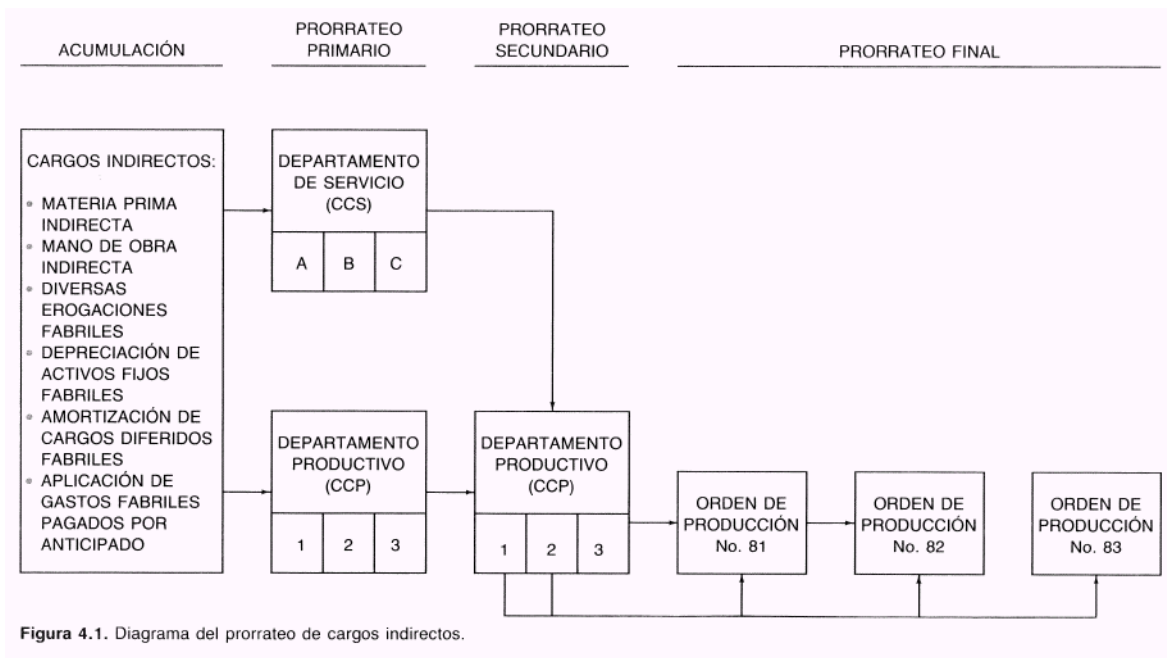 ACUMULACIÓN
PRORRATEO
PRIMARIO
PRORRATEO
SECUNDARIO
PRORRATEO FINAL
CARGOS INDIRECTOS:
• MATERIA PRIMA
INDIRECTA
• MANO DE OBRA
INDIRECTA
• DIVERSAS
EROGACIONES
FABRILES
• DEPRECIACIÓN DE
ACTIVOS FIJOS
FABRILES
• AMORTIZACIÓN DE
CARGOS DIFERIDOS
FABRILES
• APLICACIÓN DE
GASTOS FABRILES
PAGADOS POR
ANTICIPADO
DEPARTAMENTO
DE SERVICIO
(CCS)
A B C
DEPARTAMENTO
PRODUCTIVO
(CCP)
1 2 3
DEPARTAMENTO
PRODUCTIVO
(CCP)
1 2 3
ORDEN DE
PRODUCCIÓN
No. 81
ORDEN DE
PRODUCCIÓN
No. 82
ORDEN DE
PRODUCCIÓN
No. 83
Figura 4.1. Diagrama del prorrateo de cargos indirectos.